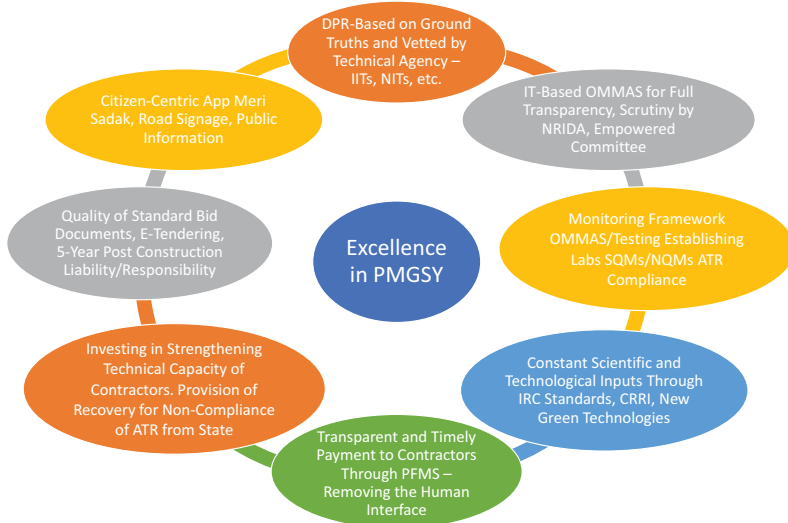 DPR-Based on Ground
Truths and Vetted by
Technical Agency –
IITs, NITs, etc.
IT-Based OMMAS for Full
Transparency, Scrutiny by
NRIDA, Empowered
Committee
Monitoring Framework
OMMAS/Testing Establishing
Labs SQMs/NQMs ATR
Compliance
Constant Scientific and
Technological Inputs Through
IRC Standards, CRRI, New
Green Technologies
Transparent and Timely
Payment to Contractors
Through PFMS –
Removing the Human
Interface
Investing in Strengthening
Technical Capacity of
Contractors. Provision of
Recovery for Non-Compliance
of ATR from State
Quality of Standard Bid
Documents, E-Tendering,
5-Year Post Construction
Liability/Responsibility
Citizen-Centric App Meri
Sadak, Road Signage, Public
Information
Excellence
in PMGSY